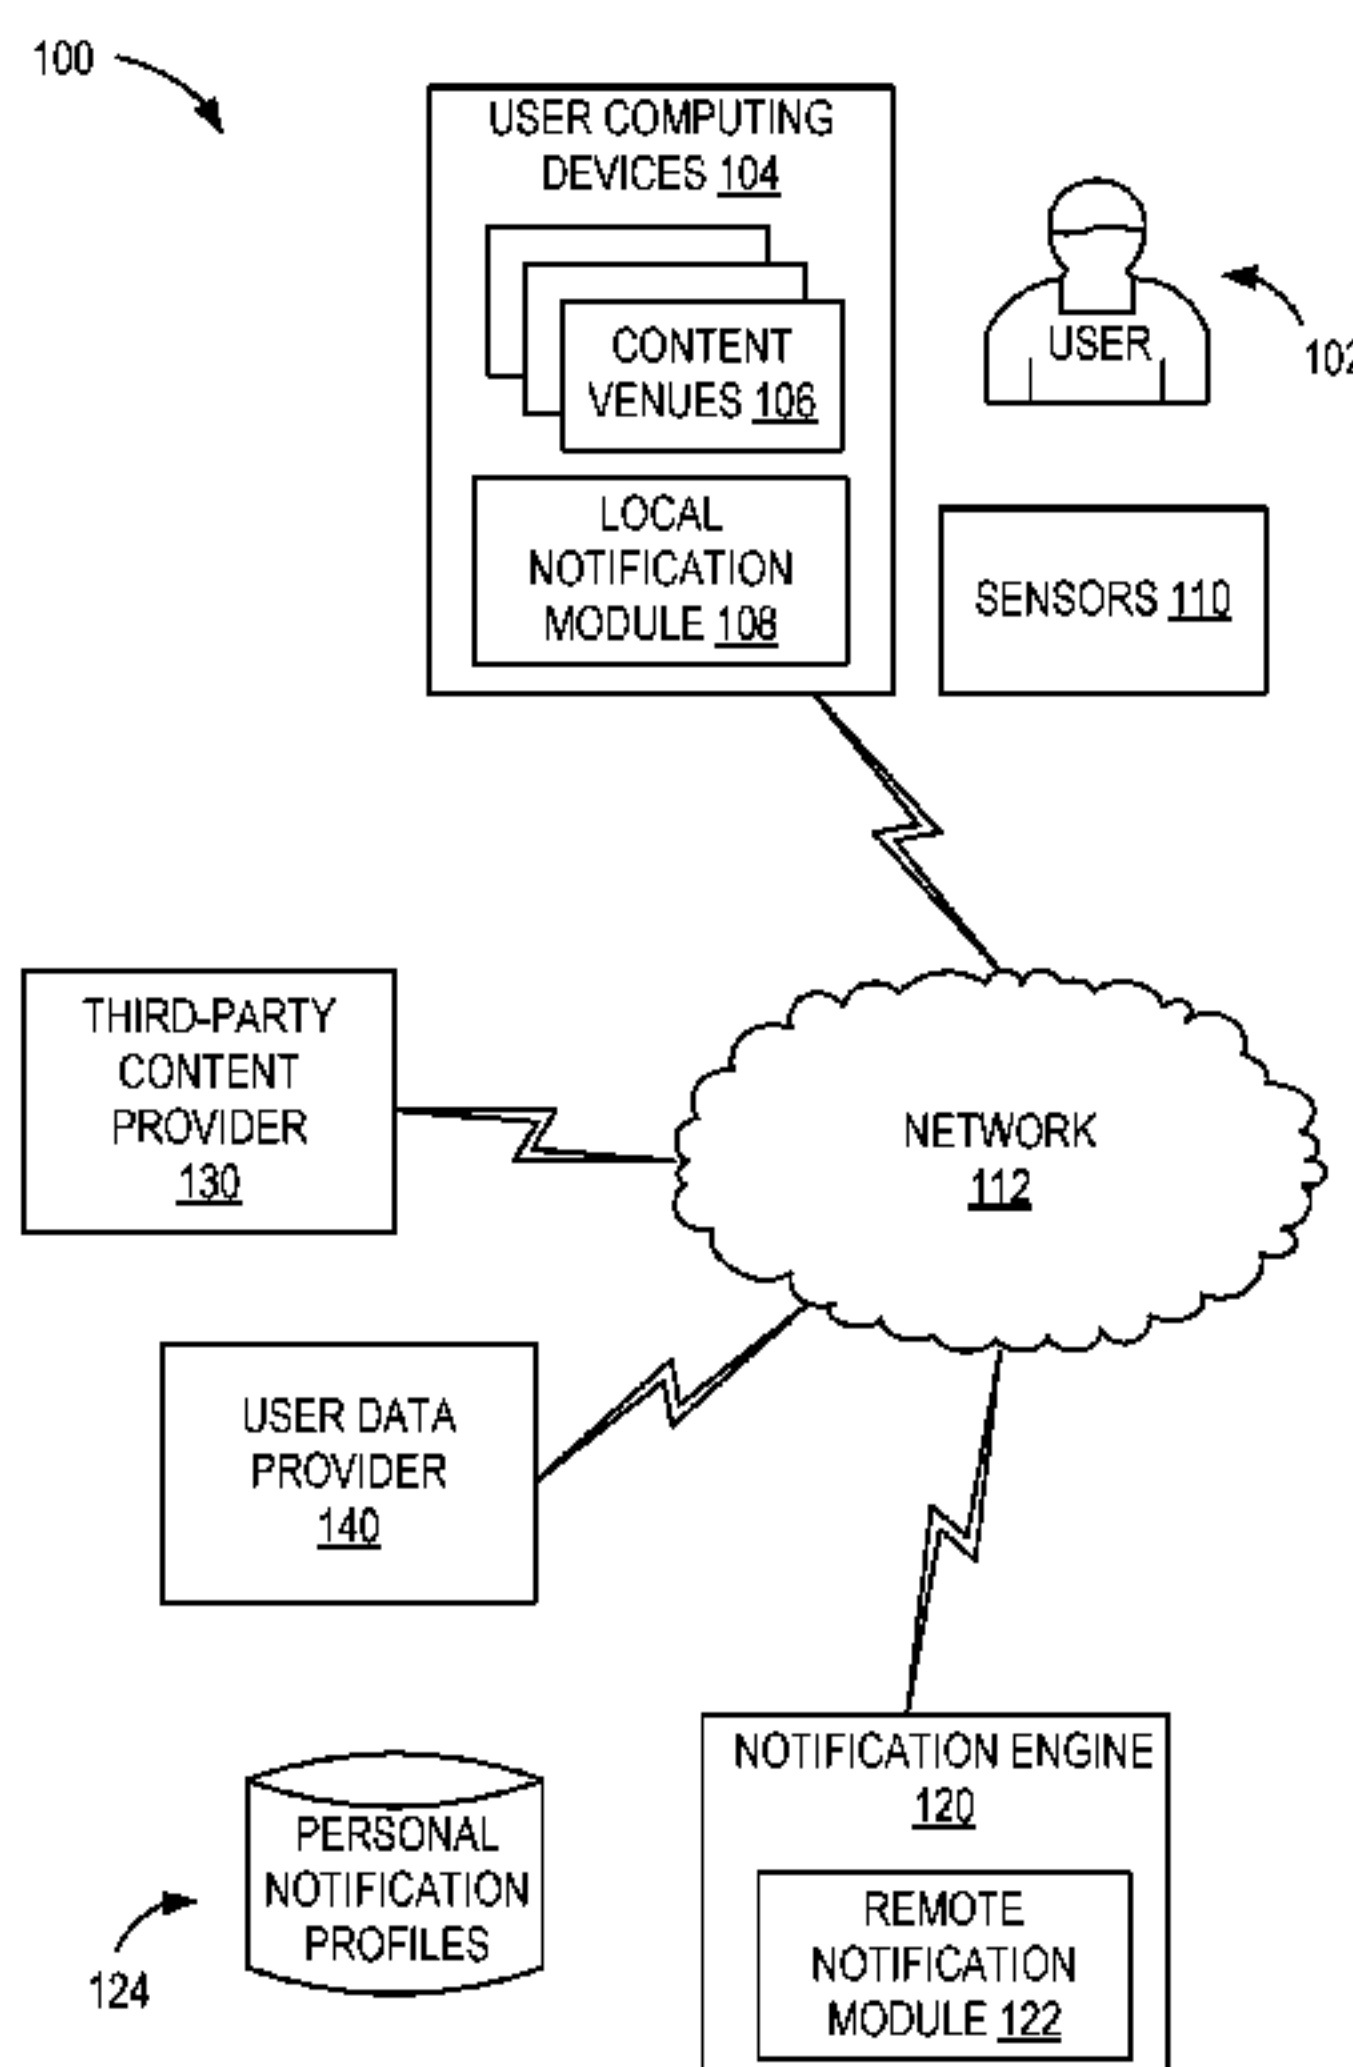 100
USER COMPUTING
DEVICES 104
CONTENT
VENUES 106
LOCAL
NOTIFICATION
MODULE 108
USER
102
SENSORS 110
THIRD-PARTY
CONTENT
PROVIDER
130
NETWORK
112
USER DATA
PROVIDER
140
NOTIFICATION ENGINE
120
REMOTE
NOTIFICATION
MODULE 122
PERSONAL
NOTIFICATION
PROFILES
124